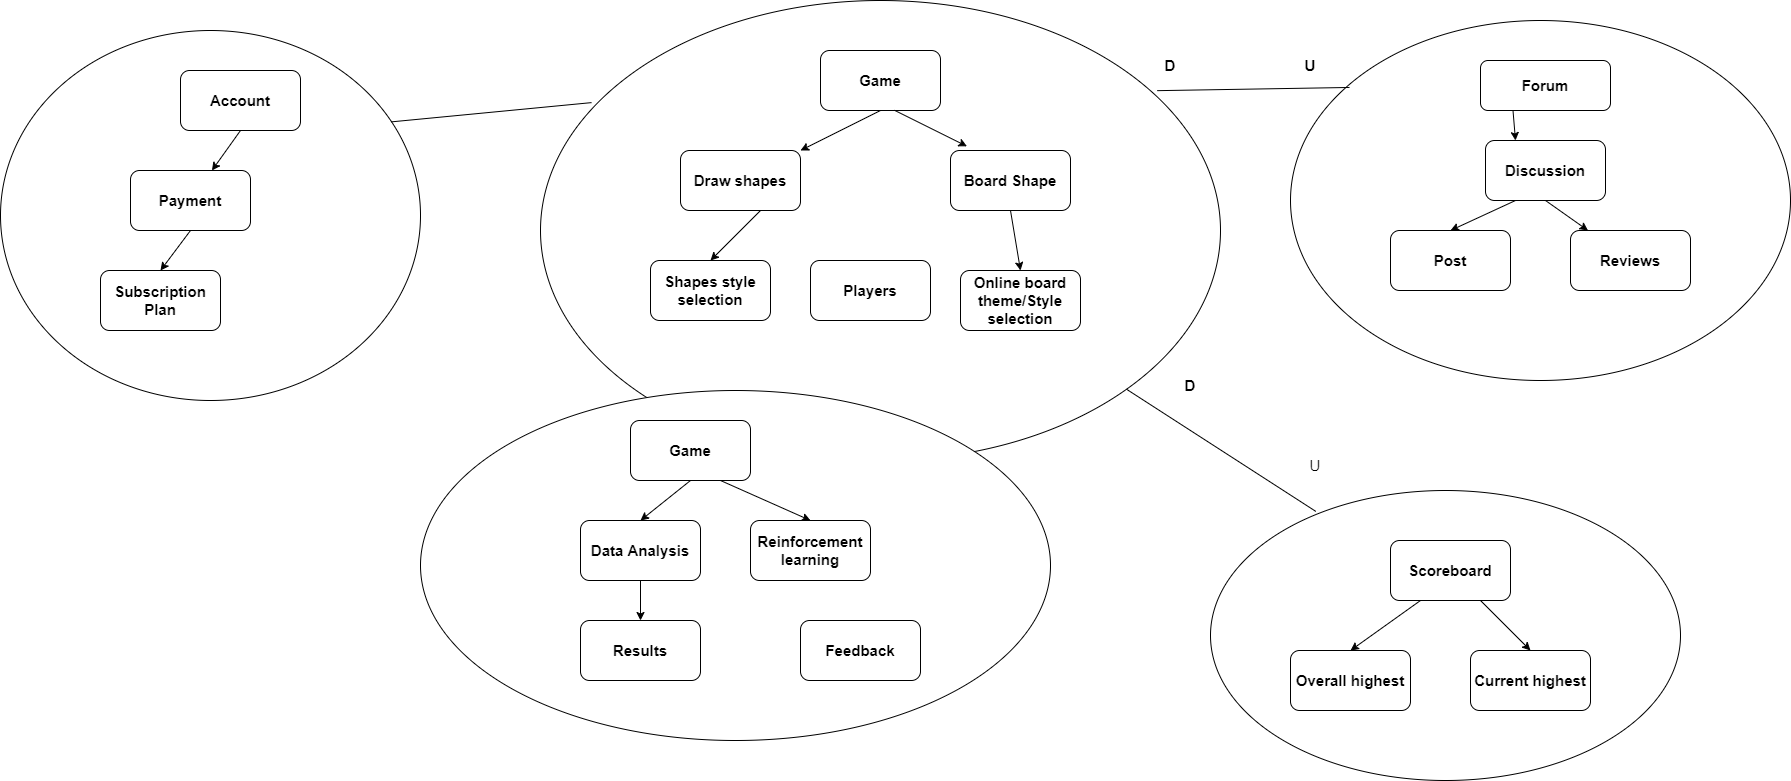 Account
Payment
Subscription
Plan
Game
Draw shapes
Board Shape
Shapes style
selection
Players
Online board
theme/Style
selection
D
U
Forum
Discussion
Post
Reviews
Game
Data Analysis
Reinforcement
learning
Results
Feedback
D
U
Scoreboard
Overall highest
Current highest